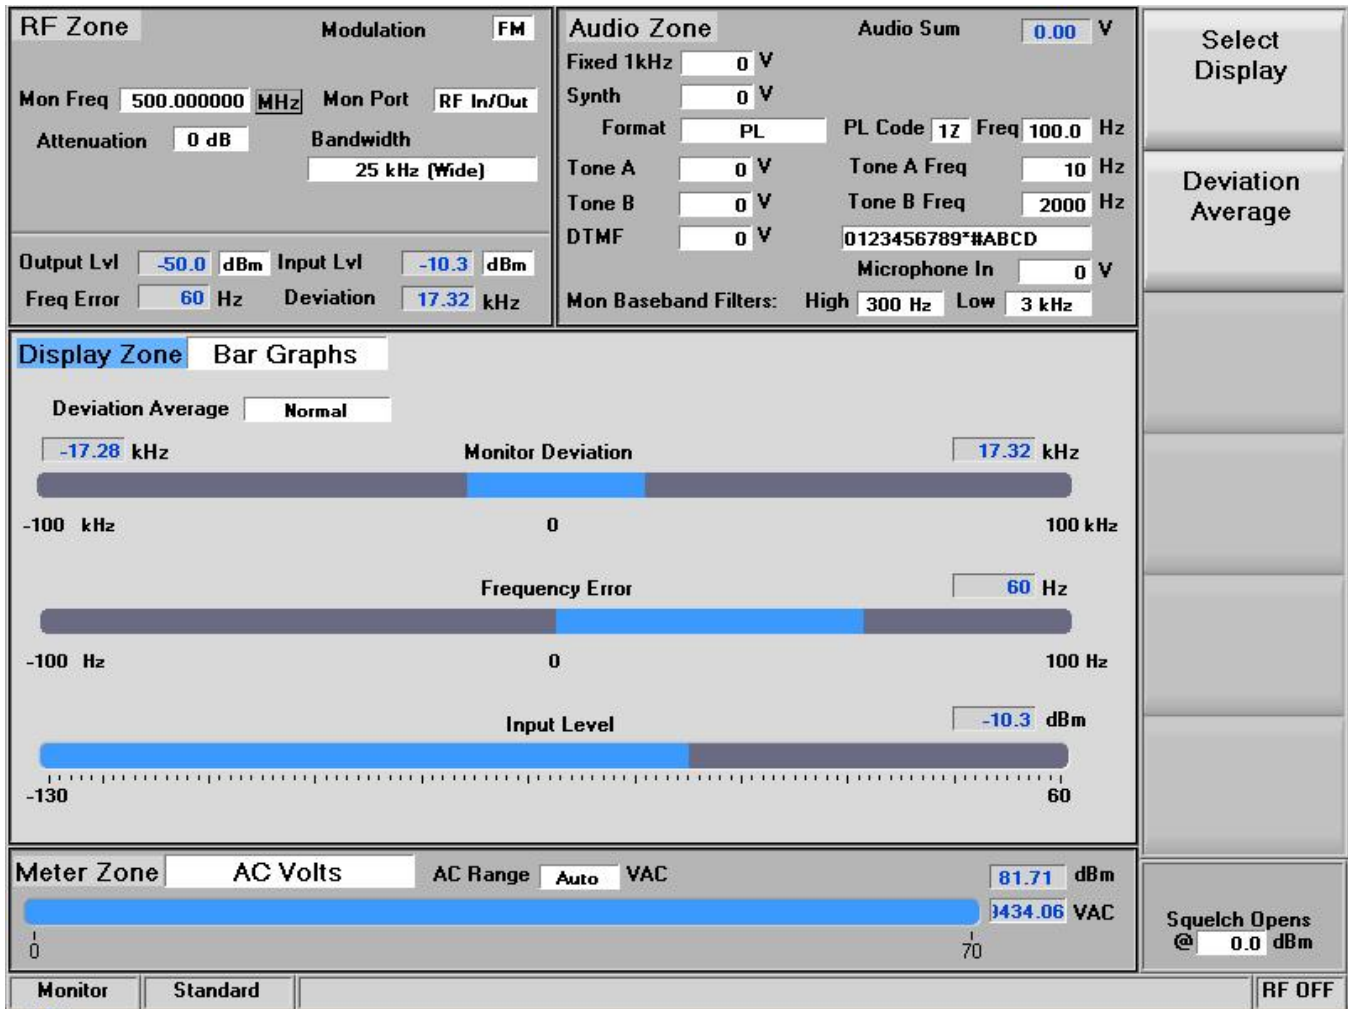 RF Zone Modulation FM
Mon Freq 500.000000 MHz Mon Port RF In/Out
Attenuation 0 dB Bandwidth
25 kHz (Wide)
Output Lvl -50.0 dBm Input Lvl -10.3 dBm
Freq Error 60 Hz Deviation 17.32 kHz
Audio Zone Audio Sum 0.00 V
Fixed 1kHz 0 V
Synth 0 V
Format PL PL Code 1Z Freq 100.0 Hz
Tone A 0 V Tone A Freq 10 Hz
Tone B 0 V Tone B Freq 2000 Hz
DTMF 0 V 0123456789*#ABCD
Microphone In 0 V
Mon Baseband Filters: High 300 Hz Low 3 kHz
Select
Display
Deviation
Average
Display Zone Bar Graphs
Deviation Average Normal
-17.28 kHz Monitor Deviation 17.32 kHz
-100 kHz 0 100 kHz
Frequency Error 60 Hz
-100 Hz 0 100 Hz
Input Level -10.3 dBm
-130 60
Meter Zone AC Volts AC Range Auto VAC 81.71 dBm
434.06 VAC
0 70
Squelch Opens
@ 0.0 dBm
Monitor Standard RF OFF